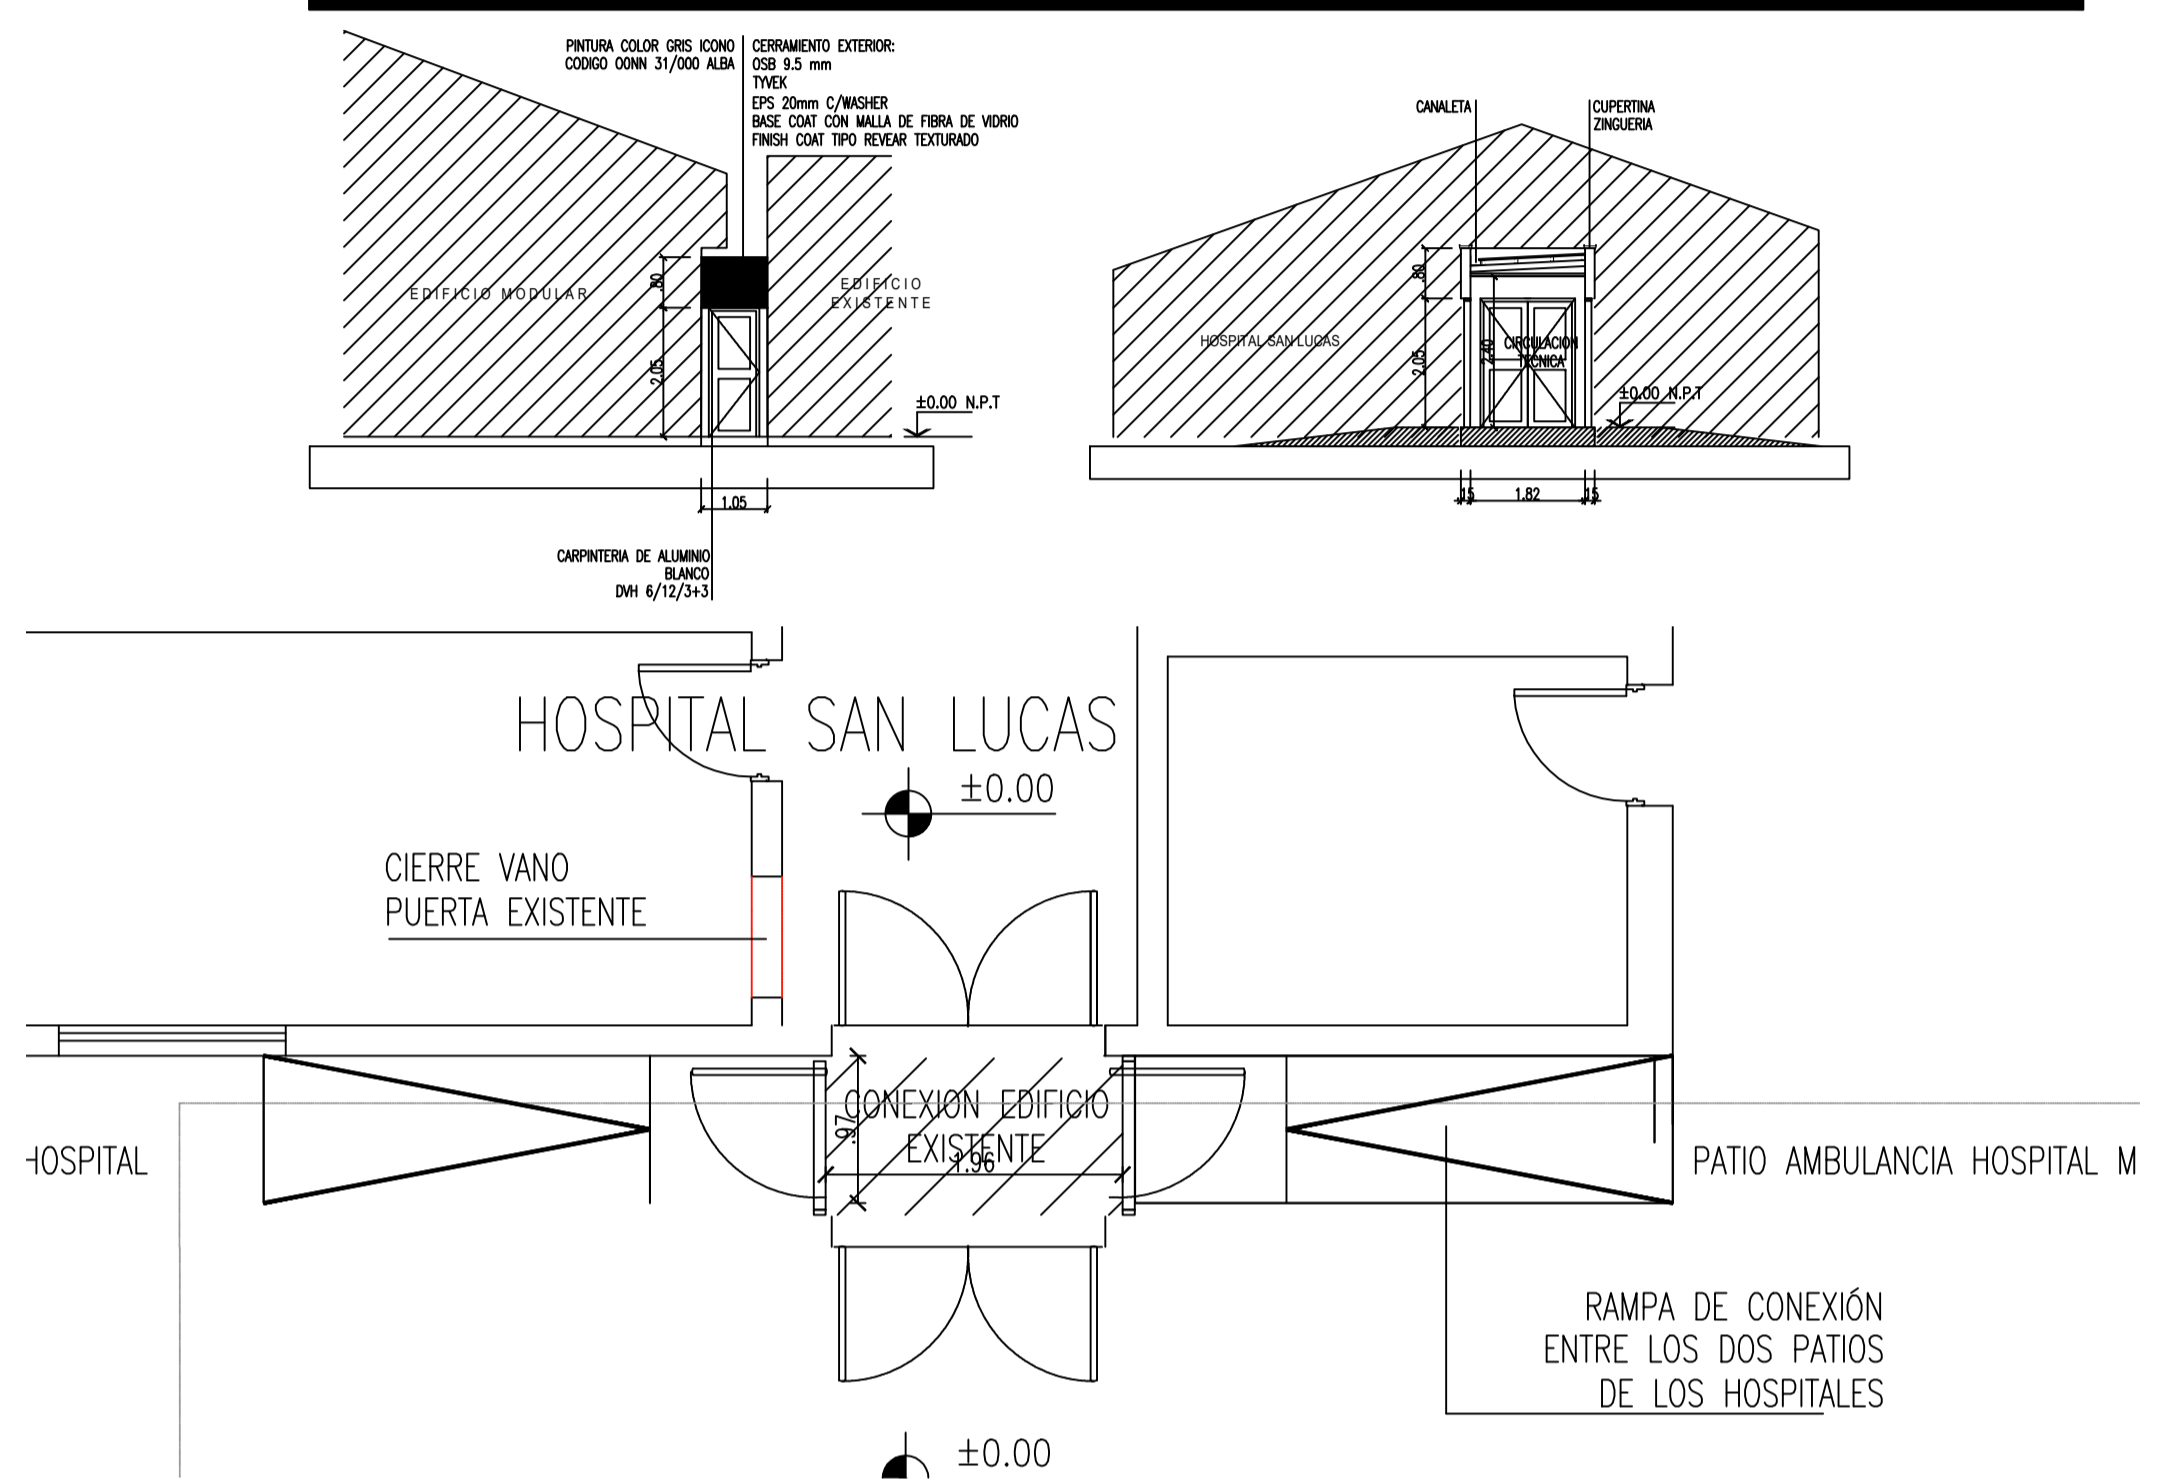 PINTURA COLOR GRIS ICONO
CODIGO OONN 31/000 ALBA
CERRAMIENTO EXTERIOR:
OSB 9.5 mm
TYVEK
EPS 20mm C/WASHER
BASE COAT CON MALLA DE FIBRA DE VIDRIO
FINISH COAT TIPO REVEAR TEXTURADO
EDIFICIO MODULAR
EDIFICIO
EXISTENTE
.80
2.05
±0.00 N.P.T
1.05
CARPINTERIA DE ALUMINIO
BLANCO
DVH 6/12/3+3
CANALETA
CUPERTINA
ZINGUERIA
HOSPITAL SAN LUCAS
.80
2.05
2.40
CIRCULACION
TECNICA
±0.00 N.P.T
.15
1.82
.15
HOSPITAL SAN LUCAS
±0.00
CIERRE VANO
PUERTA EXISTENTE
CONEXION EDIFICIO
EXISTENTE
.97
1.96
HOSPITAL
PATIO AMBULANCIA HOSPITAL M
RAMPA DE CONEXIÓN
ENTRE LOS DOS PATIOS
DE LOS HOSPITALES
±0.00